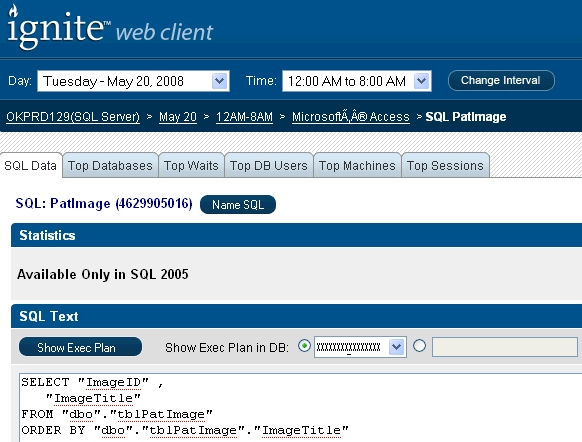 ignite™ web client
Day: Tuesday - May 20, 2008 Time: 12:00 AM to 8:00 AM Change Interval
OKPRD129(SQL Server) > May 20 > 12AM-8AM > MicrosoftÃ‚Â® Access > SQL PatImage
SQL Data Top Databases Top Waits Top DB Users Top Machines Top Sessions
SQL: PatImage (4629905016) Name SQL
Statistics
Available Only in SQL 2005
SQL Text
Show Exec Plan Show Exec Plan in DB:
SELECT "ImageID" ,
"ImageTitle"
FROM "dbo"."tblPatImage"
ORDER BY "dbo"."tblPatImage"."ImageTitle"